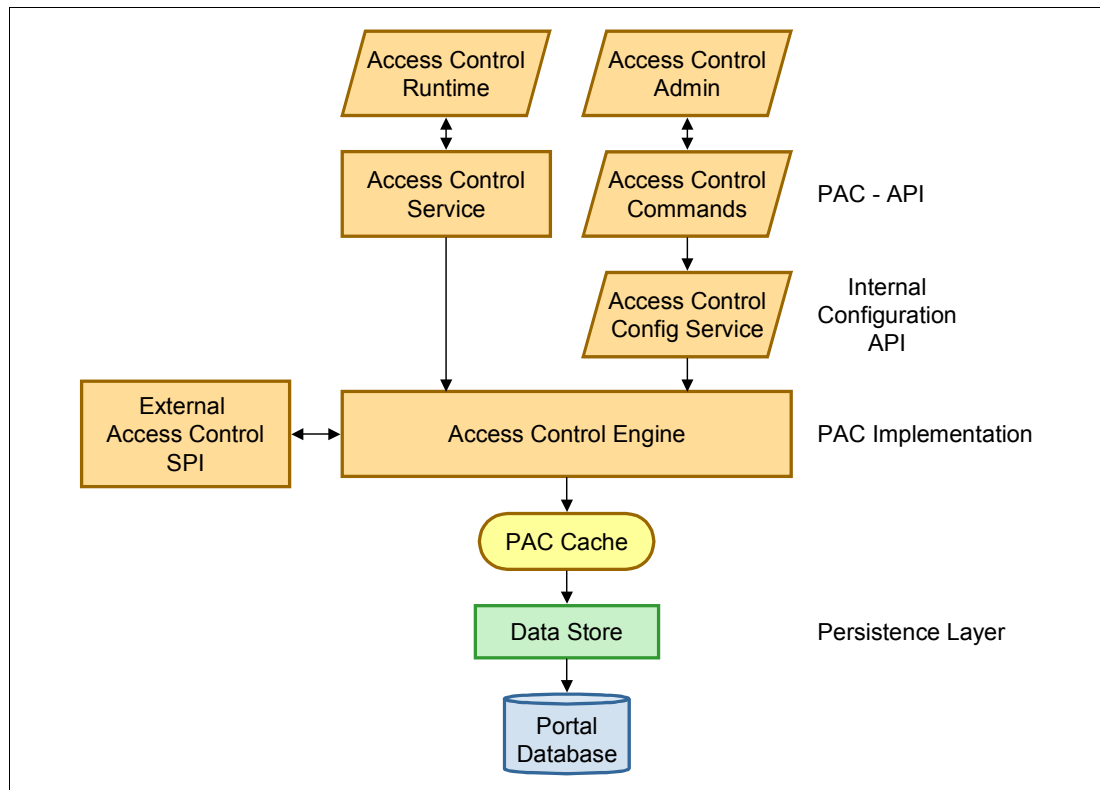 Access Control
Runtime
Access Control
Admin
Access Control
Service
Access Control
Commands
PAC - API
Access Control
Config Service
Internal
Configuration
API
External
Access Control
SPI
Access Control Engine
PAC Implementation
PAC Cache
Data Store
Persistence Layer
Portal
Database